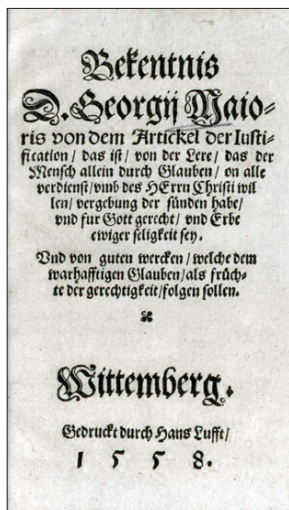 Bekentnis
D. Georgij Maio-
ris von dem Artickel der Iusti-
fication / das ist / von der Lere / das der
Mensch allein durch Glauben / on alle
verdienst / vmb des HErrn Christi wil
len / vergebung der sünden habe /
vnd fur Gott gerecht / vnd Erbe
ewiger seligkeit sey.
Vnd von guten wercken / welche dem
warhafftigen Glauben / als früch-
te der gerechtigkeit / folgen sollen.
Wittemberg.
Gedruckt durch Hans Lufft /
1 5 5 8.